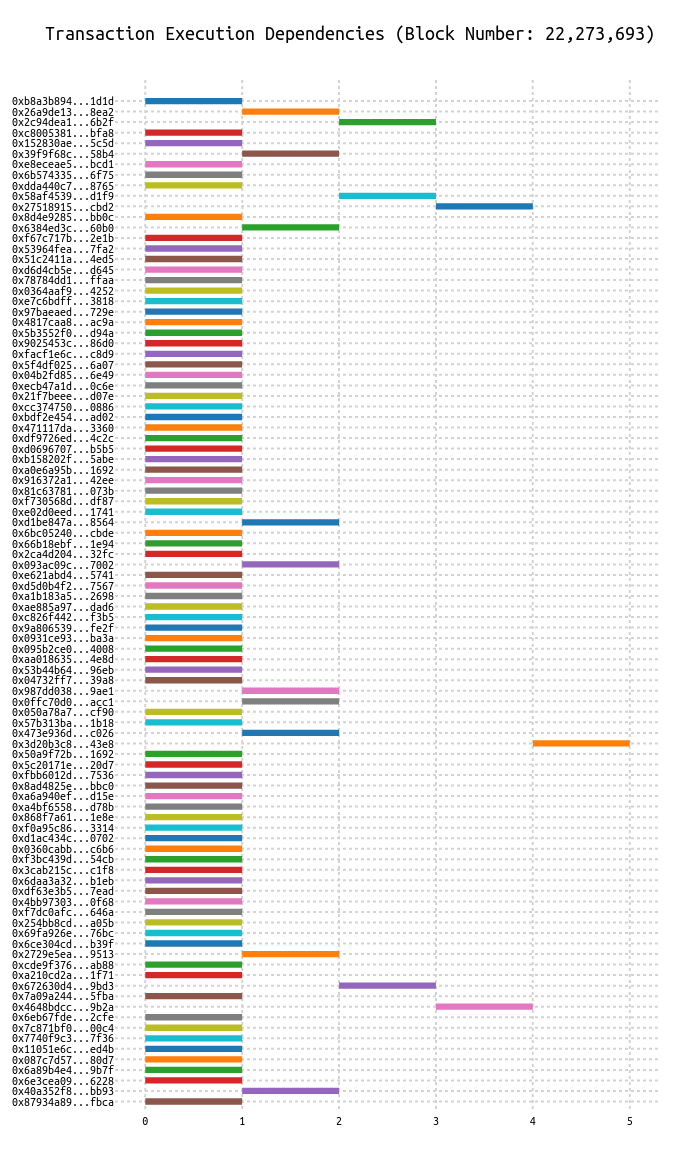 Transaction Execution Dependencies (Block Number: 22,273,693)
0xb8a3b894...1d1d
0x26a9de13...8ea2
0x2c94dea1...6b2f
0xc8005381...bfa8
0x152830ae...5c5d
0x39f9f68c...58b4
0xe8eceae5...bcd1
0x6b574335...6f75
0xdda440c7...8765
0x58af4539...d1f9
0x27518915...cbd2
0x8d4e9285...bb0c
0x6384ed3c...60b0
0xf67c717b...2e1b
0x53964fea...7fa2
0x51c2411a...4ed5
0xd6d4cb5e...d645
0x78784dd1...ffaa
0x0364aaf9...4252
0xe7c6bdff...3818
0x97baeaed...729e
0x4817caa8...ac9a
0x5b3552f0...d94a
0x9025453c...86d0
0xfacf1e6c...c8d9
0x5f4df025...6a07
0x04b2fd85...6e49
0xecb47a1d...0c6e
0x21f7beee...d07e
0xcc374750...0886
0xbdf2e454...ad02
0x471117da...3360
0xdf9726ed...4c2c
0xd0696707...b5b5
0xb158202f...5abe
0xa0e6a95b...1692
0x916372a1...42ee
0x81c63781...073b
0xf730568d...df87
0xe02d0eed...1741
0xd1be847a...8564
0x6bc05240...cbde
0x66b18ebf...1e94
0x2ca4d204...32fc
0x093ac09c...7002
0xe621abd4...5741
0xd5d0b4f2...7567
0xa1b183a5...2698
0xae885a97...dad6
0xc826f442...f3b5
0x9a806539...fe2f
0x0931ce93...ba3a
0x095b2ce0...4008
0xaa018635...4e8d
0x53b44b64...96eb
0x04732ff7...39a8
0x987dd038...9ae1
0x0ffc70d0...acc1
0x050a78a7...cf90
0x57b313ba...1b18
0x473e936d...c026
0x3d20b3c8...43e8
0x50a9f72b...1692
0x5c20171e...20d7
0xfbb6012d...7536
0x8ad4825e...bbc0
0xa6a940ef...d15e
0xa4bf6558...d78b
0x868f7a61...1e8e
0xf0a95c86...3314
0xd1ac434c...0702
0x0360cabb...c6b6
0xf3bc439d...54cb
0x3cab215c...c1f8
0x6daa3a32...b1eb
0xdf63e3b5...7ead
0x4bb97303...0f68
0xf7dc0afc...646a
0x254bb8cd...a05b
0x69fa926e...76bc
0x6ce304cd...b39f
0x2729e5ea...9513
0xcde9f376...ab88
0xa210cd2a...1f71
0x672630d4...9bd3
0x7a09a244...5fba
0x4648bdcc...9b2a
0x6eb67fde...2cfe
0x7c871bf0...00c4
0x7740f9c3...7f36
0x11051e6c...ed4b
0x087c7d57...80d7
0x6a89b4e4...9b7f
0x6e3cea09...6228
0x40a352f8...bb93
0x87934a89...fbca
0 1 2 3 4 5